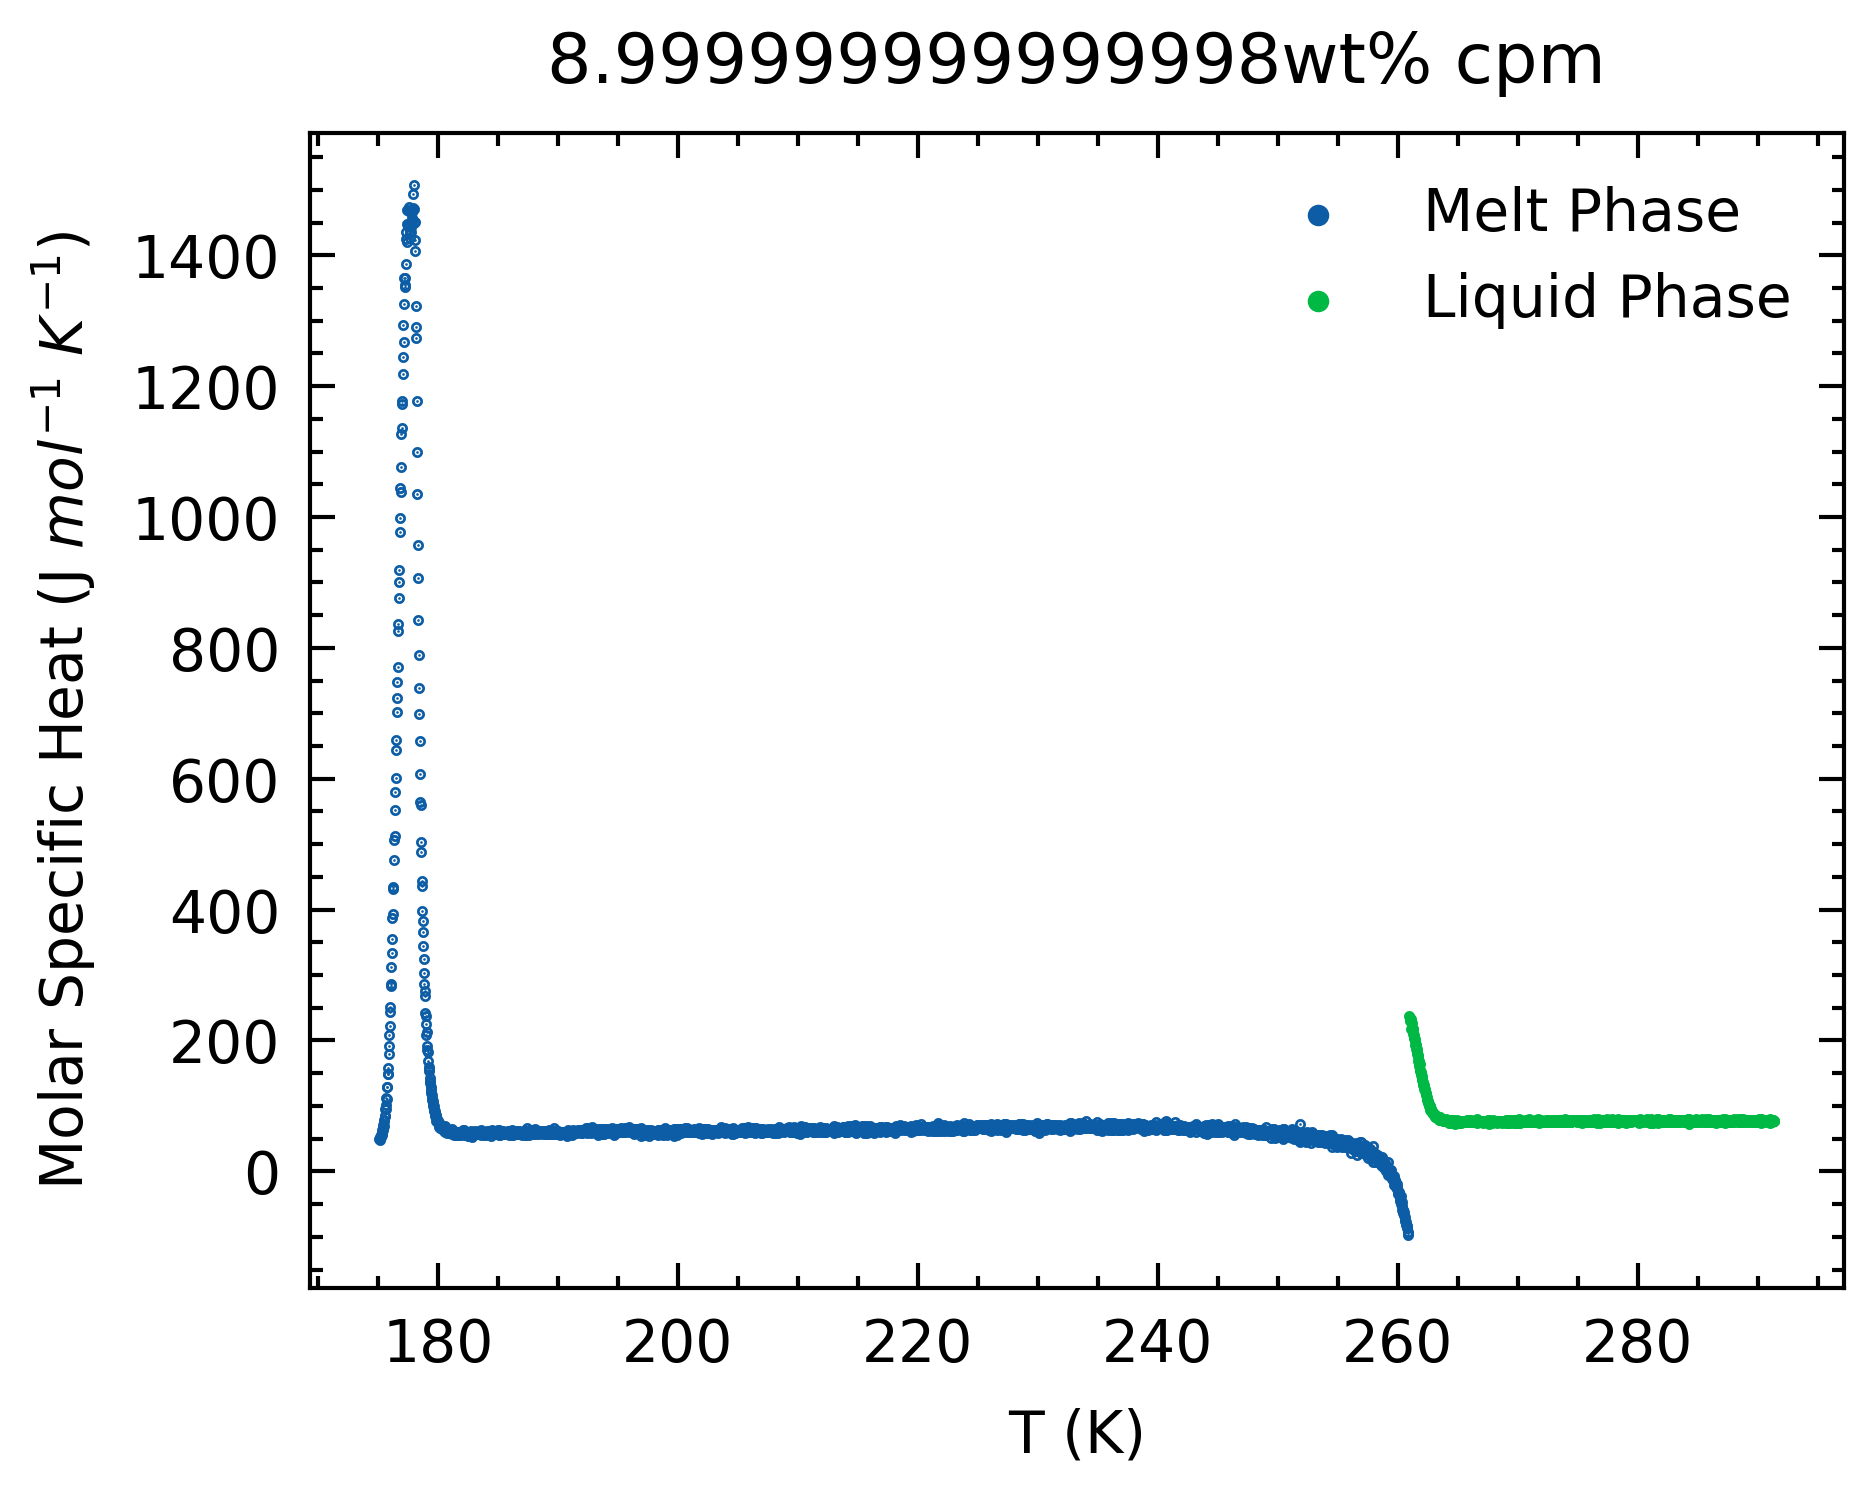 8.999999999999998wt% cpm
Molar Specific Heat (J mol⁻¹ K⁻¹)
1400
1200
1000
800
600
400
200
0
Melt Phase
Liquid Phase
180 200 220 240 260 280
T (K)